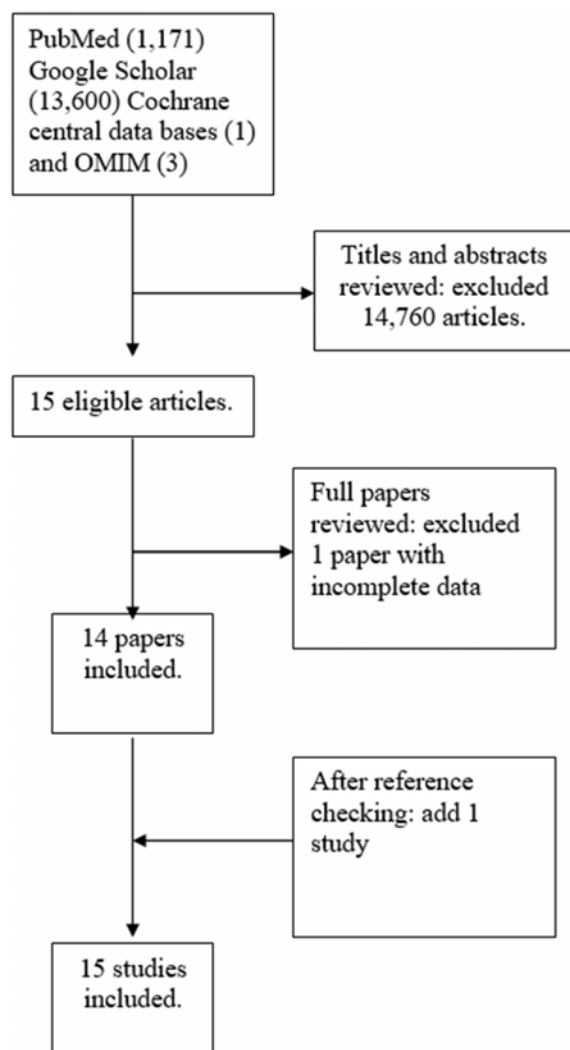 PubMed (1,171)
Google Scholar
(13,600) Cochrane
central data bases (1)
and OMIM (3)
Titles and abstracts
reviewed: excluded
14,760 articles.
15 eligible articles.
Full papers
reviewed: excluded
1 paper with
incomplete data
14 papers
included.
After reference
checking: add 1
study
15 studies
included.